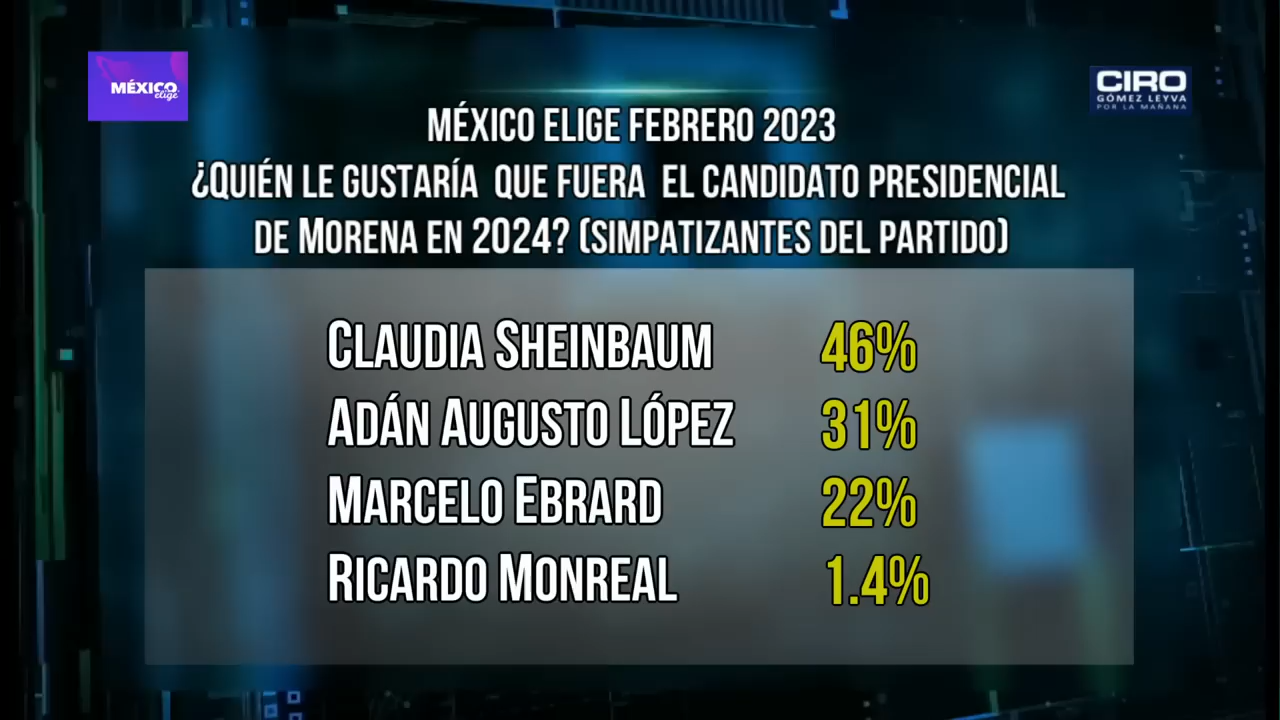 MÉXICO
elige
CIRO
GÓMEZ LEYVA
POR LA MAÑANA
MÉXICO ELIGE FEBRERO 2023
¿QUIÉN LE GUSTARÍA QUE FUERA EL CANDIDATO PRESIDENCIAL
DE MORENA EN 2024? (SIMPATIZANTES DEL PARTIDO)
CLAUDIA SHEINBAUM 46%
ADÁN AUGUSTO LÓPEZ 31%
MARCELO EBRARD 22%
RICARDO MONREAL 1.4%